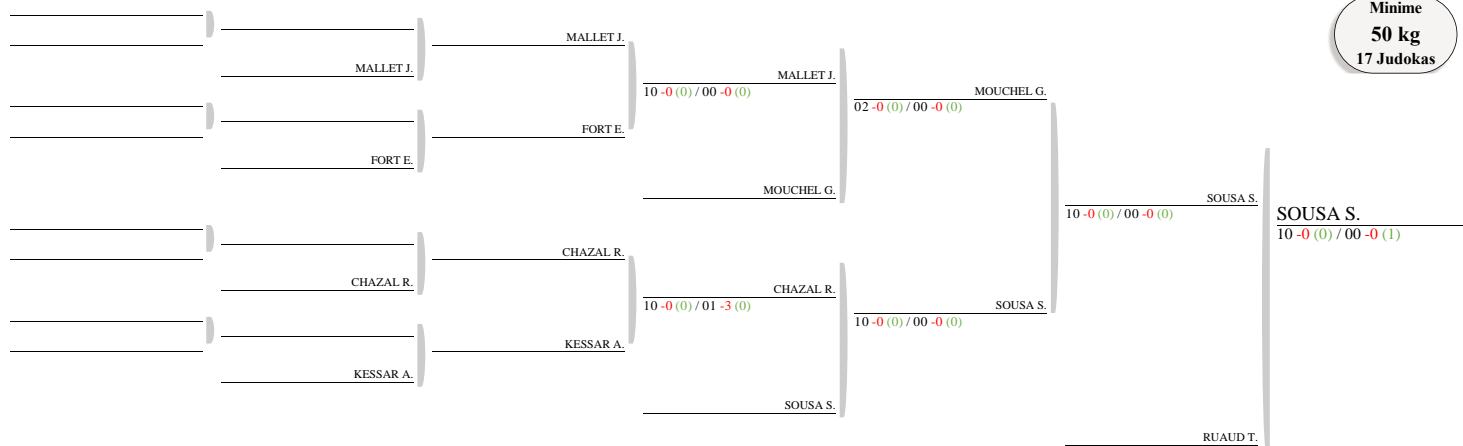 Minime
50 kg
17 Judokas
MALLET J.
MALLET J.
FORT E.
FORT E.
CHAZAL R.
CHAZAL R.
KESSAR A.
KESSAR A.
MALLET J.
10 -0 (0) / 00 -0 (0)
MOUCHEL G.
CHAZAL R.
10 -0 (0) / 01 -3 (0)
SOUSA S.
MOUCHEL G.
02 -0 (0) / 00 -0 (0)
SOUSA S.
10 -0 (0) / 00 -0 (0)
SOUSA S.
10 -0 (0) / 00 -0 (0)
RUAUD T.
SOUSA S.
10 -0 (0) / 00 -0 (1)